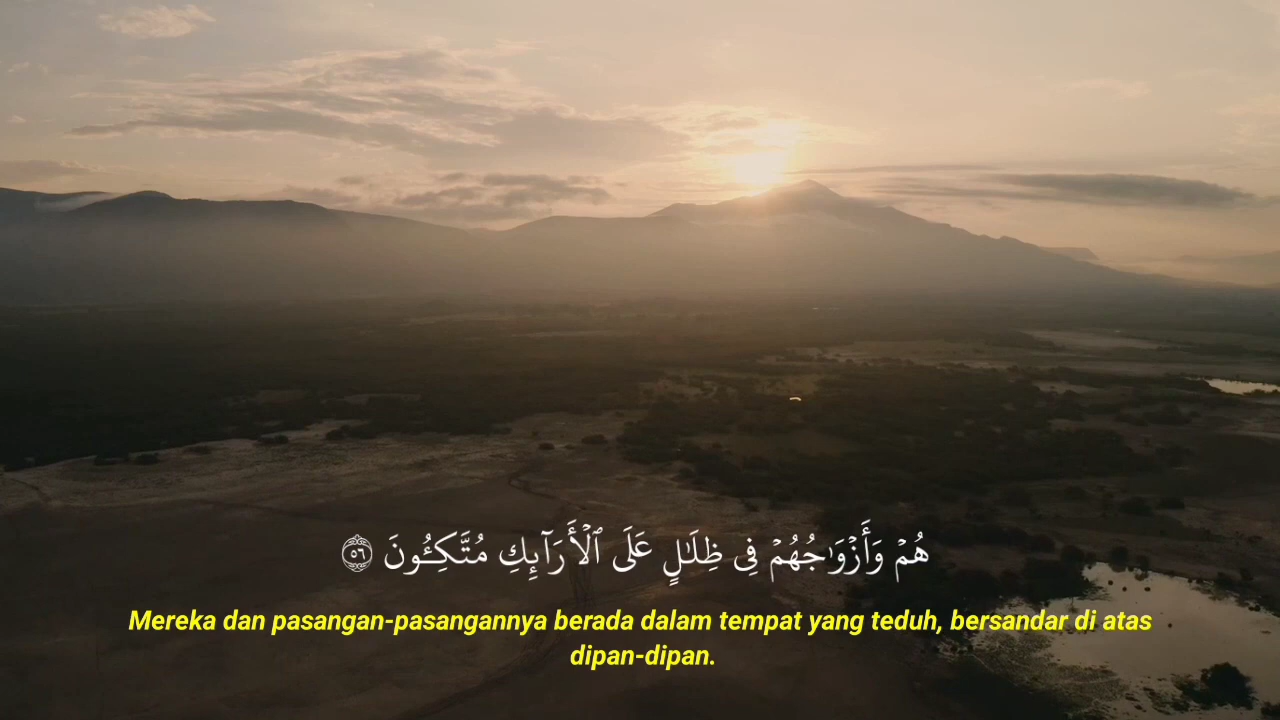 هُمْ وَأَزْوَٰجُهُمْ فِى ظِلَـٰلٍ عَلَى ٱلْأَرَآئِكِ مُتَّكِـُٔونَ ٥٦
Mereka dan pasangan-pasangannya berada dalam tempat yang teduh, bersandar di atas
dipan-dipan.